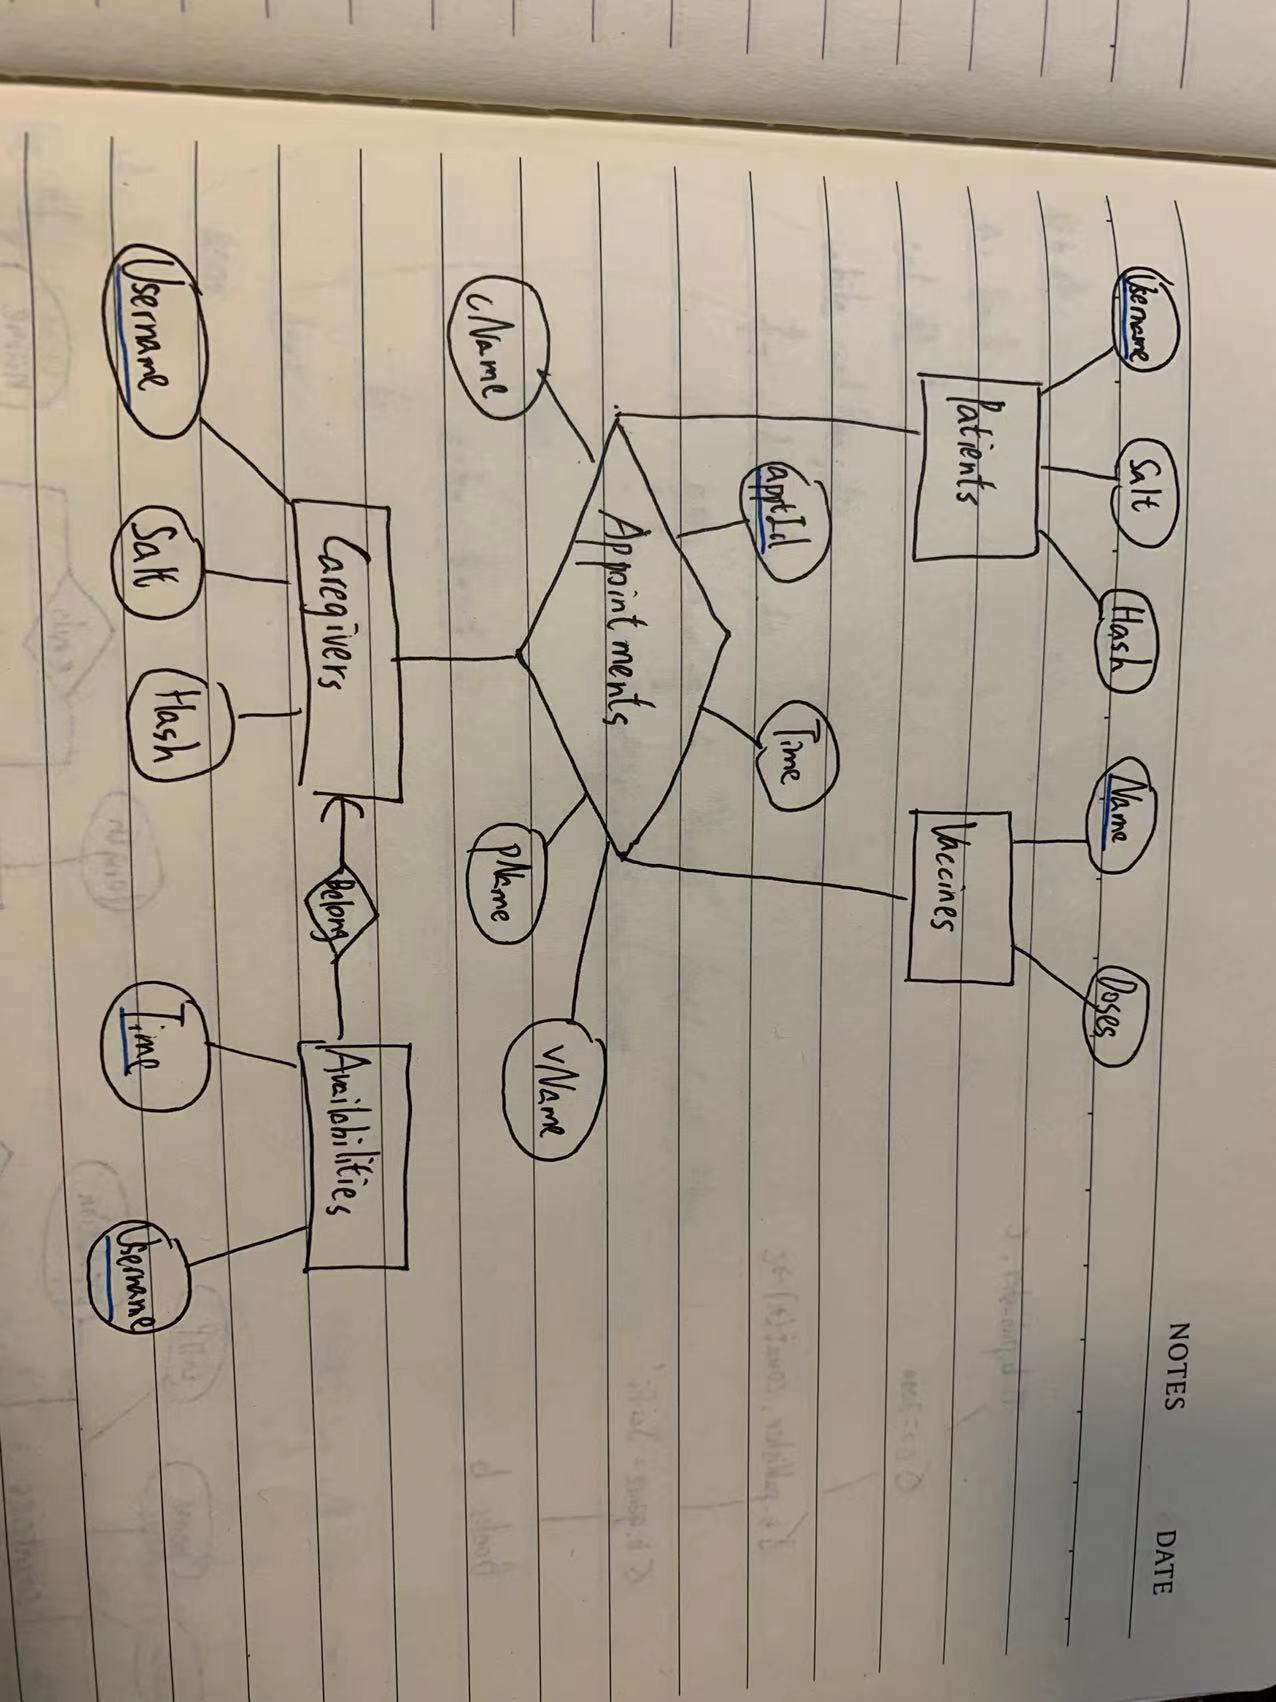 NOTES
DATE
Username
Salt
Hash
Name
Doses
Patients
Vaccines
apptId
Time
Appointments
cName
pName
vName
Caregivers
Belong
Availabilities
Username
Salt
Hash
Time
Username